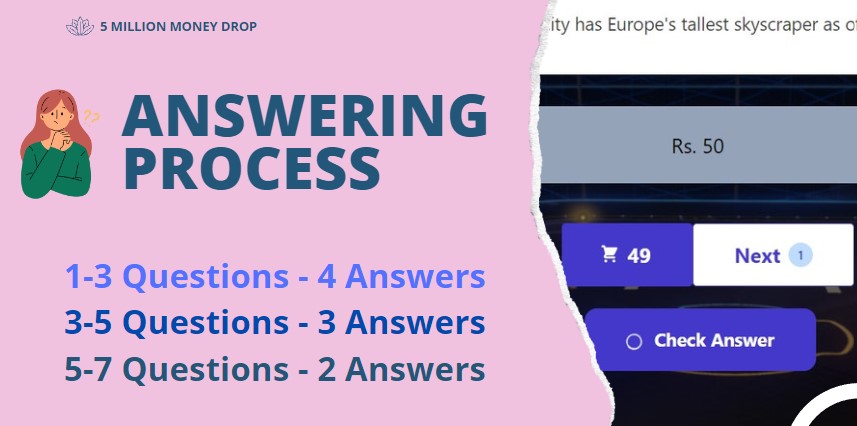 5 MILLION MONEY DROP
ANSWERING
PROCESS
??
1-3 Questions - 4 Answers
3-5 Questions - 3 Answers
5-7 Questions - 2 Answers
ity has Europe's tallest skyscraper as
Rs. 50
49
Next 1
Check Answer